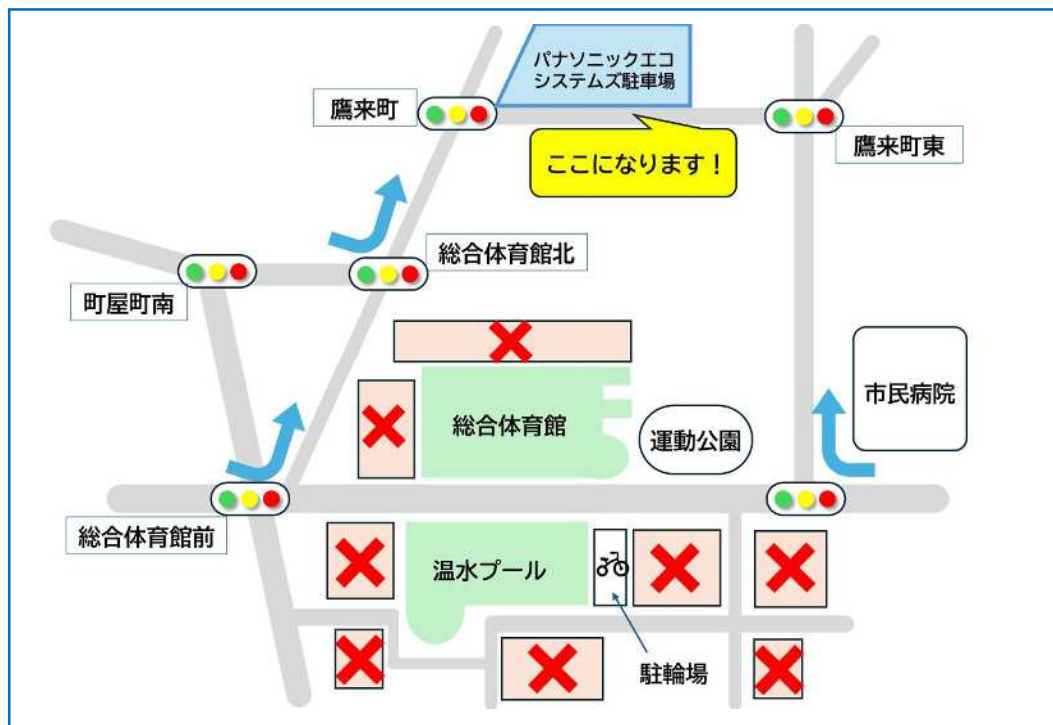 パナソニックエコ
システムズ駐車場
鷹来町
鷹来町東
ここになります！
総合体育館北
町屋町南
市民病院
総合体育館
運動公園
総合体育館前
温水プール
駐輪場